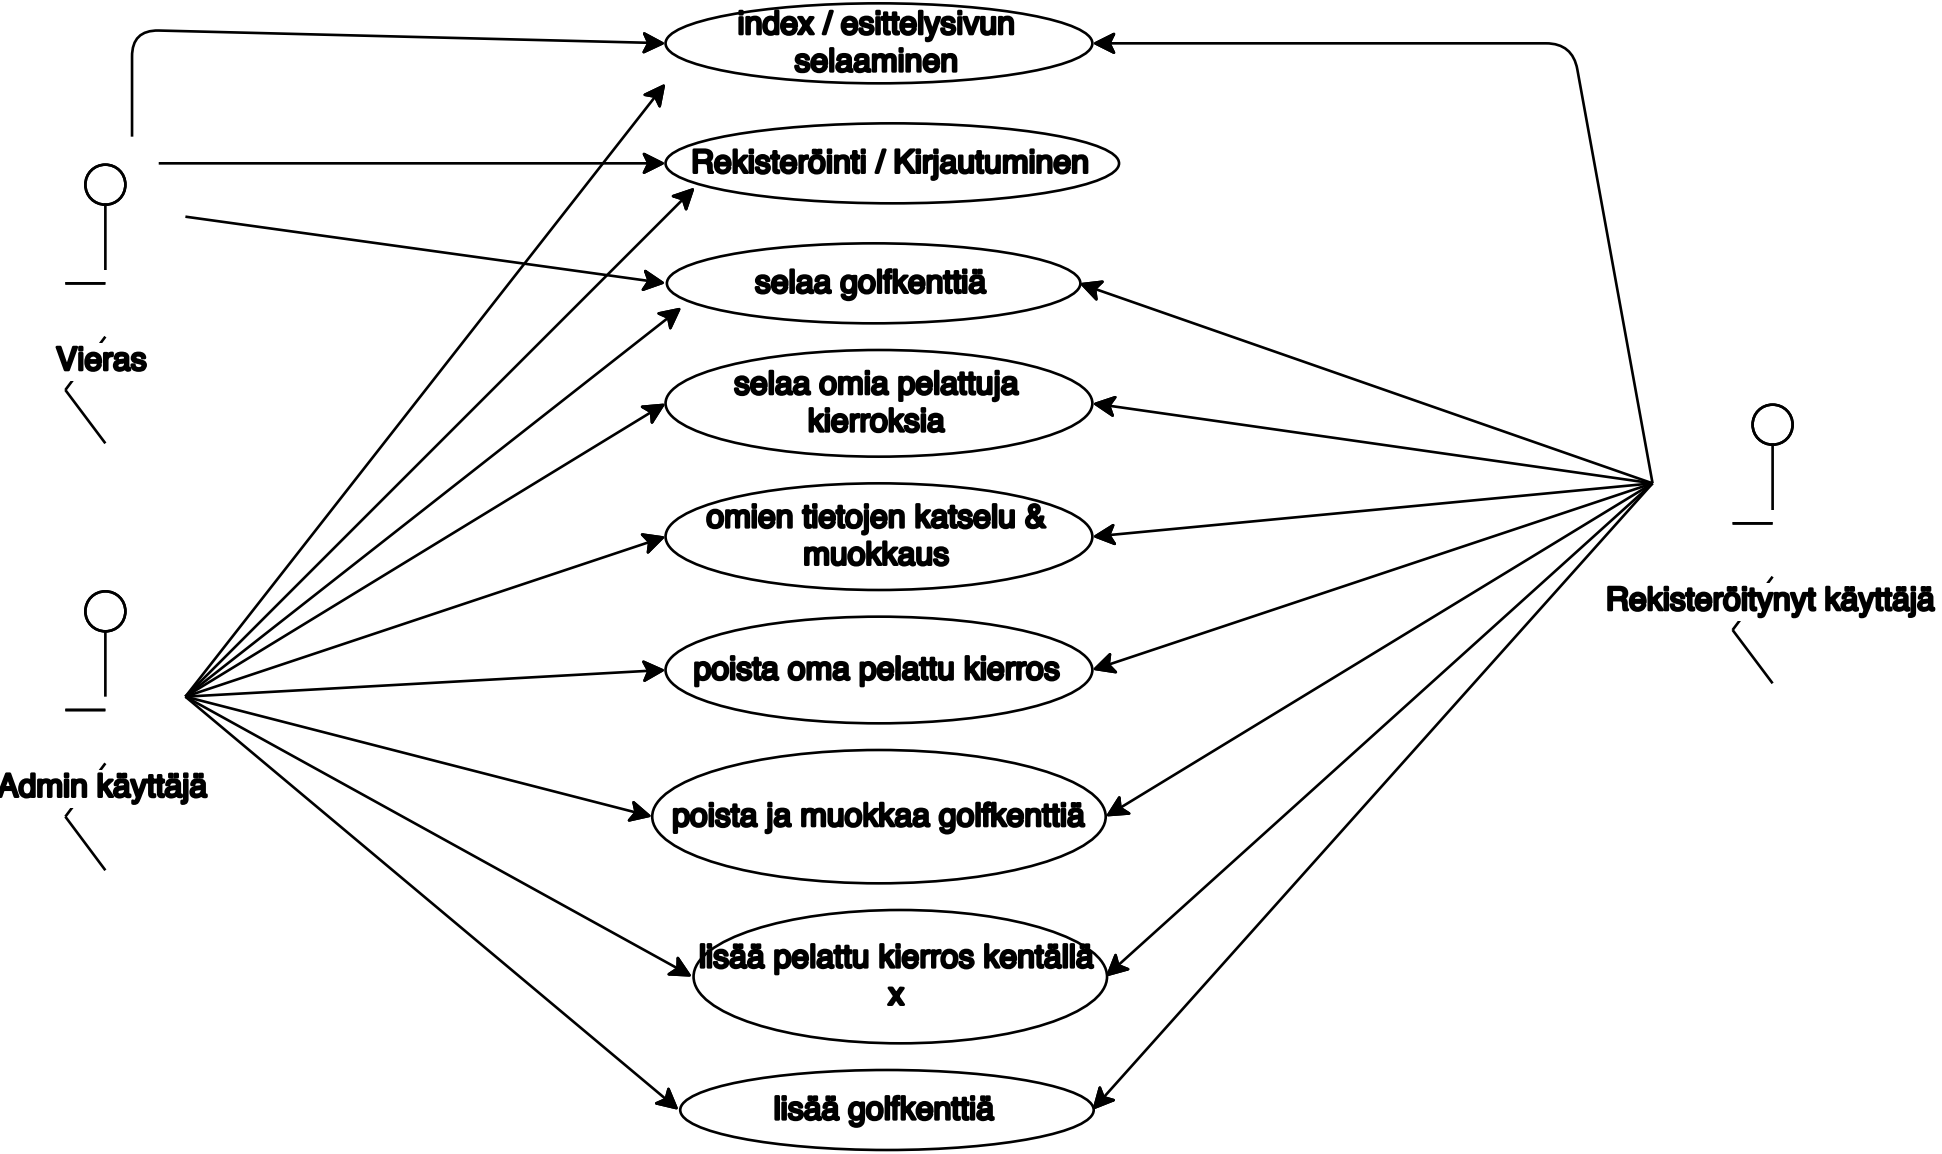 index / esittelysivun
selaaminen
Rekisteröinti / Kirjautuminen
selaa golfkenttiä
Vieras
selaa omia pelattuja
kierroksia
omien tietojen katselu &
muokkaus
Rekisteröitynyt käyttäjä
poista oma pelattu kierros
Admin käyttäjä
poista ja muokkaa golfkenttiä
lisää pelattu kierros kentällä
x
lisää golfkenttiä